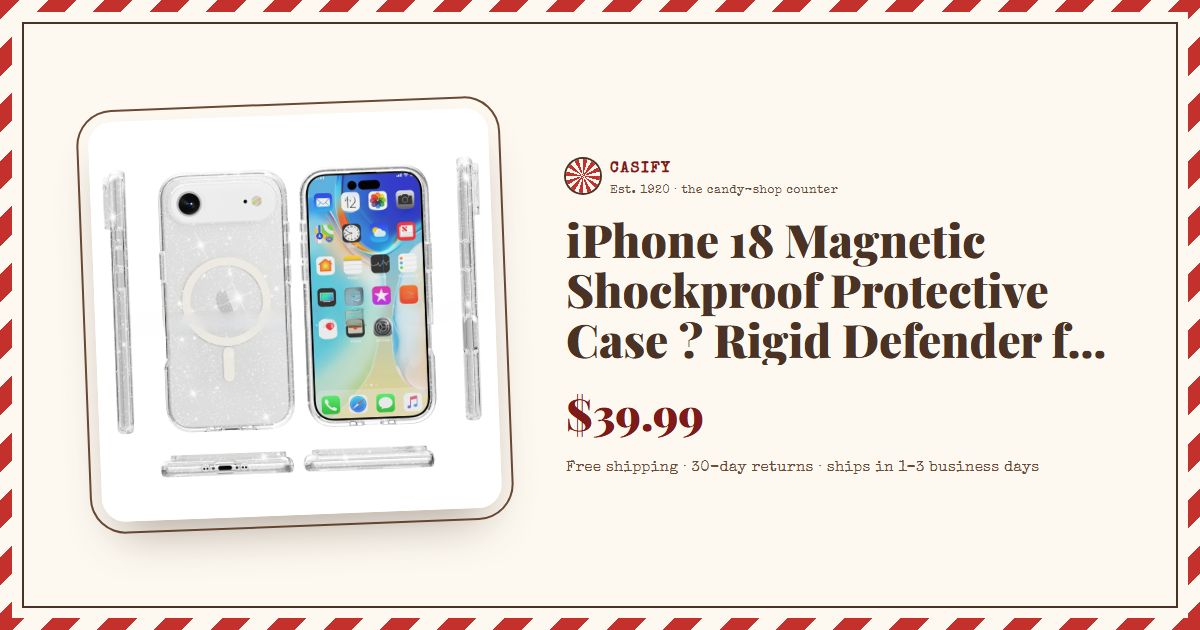 CASIFY
Est. 1920 · the candy-shop counter
iPhone 18 Magnetic
Shockproof Protective
Case ? Rigid Defender f...
$39.99
Free shipping · 30-day returns · ships in 1-3 business days
12